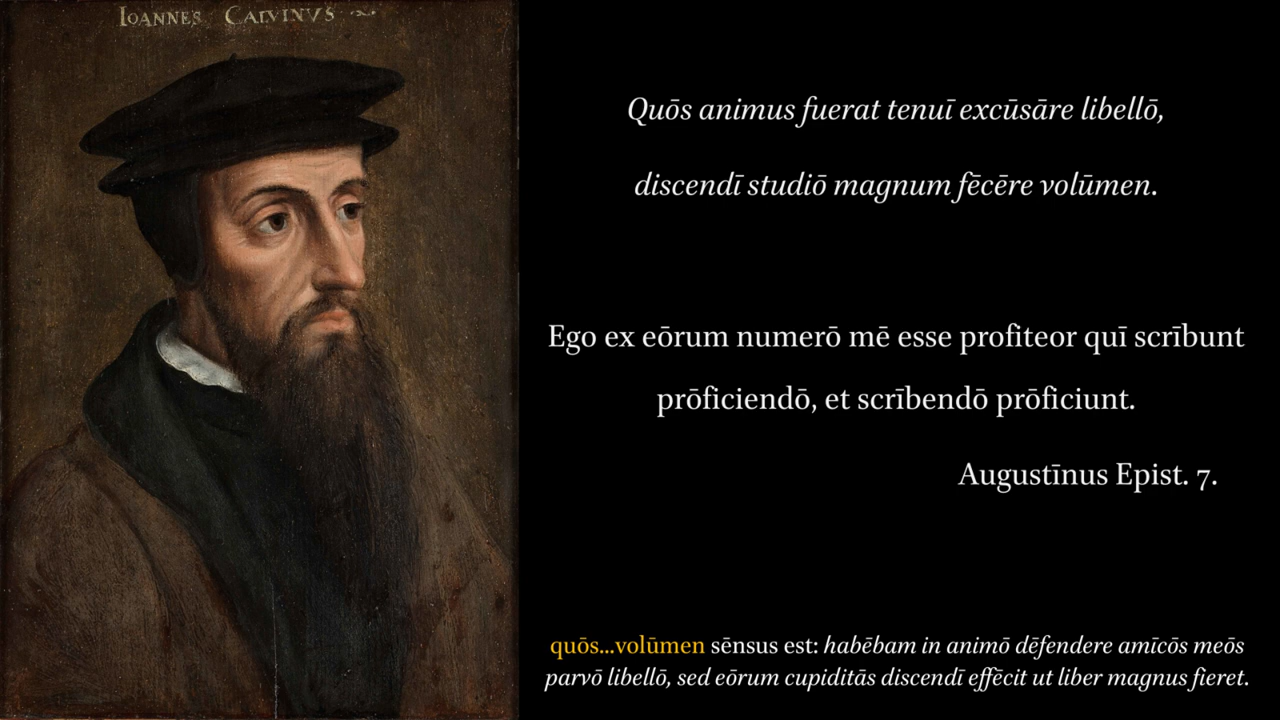 IOANNES CALVINVS
Quōs animus fuerat tenuī excūsāre libellō,
discendī studiō magnum fēcēre volūmen.
Ego ex eōrum numerō mē esse profiteor quī scrībunt
prōficiendō, et scrībendō prōficiunt.
Augustīnus Epist. 7.
quōs...volūmen sēnsus est: habēbam in animō dēfendere amīcōs meōs
parvō libellō, sed eōrum cupiditās discendī effēcit ut liber magnus fieret.